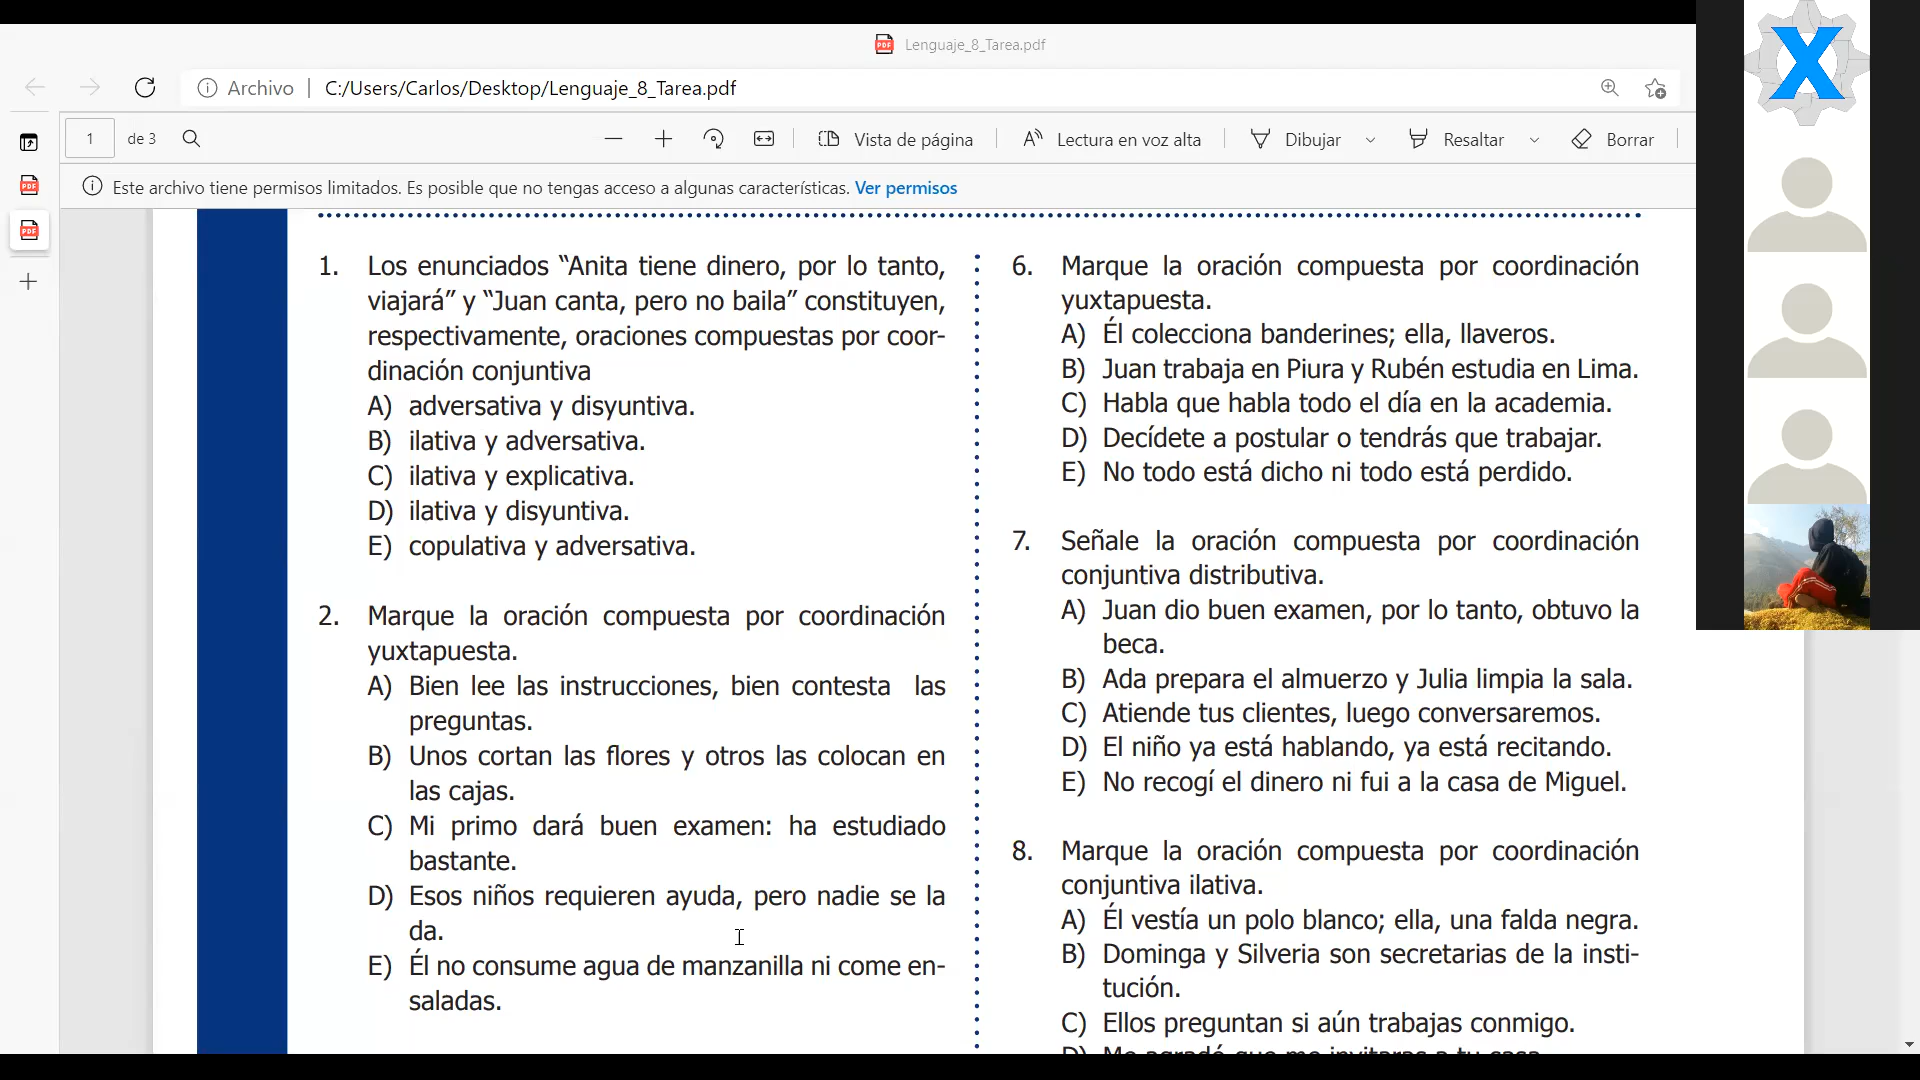 Lenguaje_8_Tarea.pdf
Archivo | C:/Users/Carlos/Desktop/Lenguaje_8_Tarea.pdf
1 de 3 Vista de página Lectura en voz alta Dibujar Resaltar Borrar
Este archivo tiene permisos limitados. Es posible que no tengas acceso a algunas características. Ver permisos
1. Los enunciados “Anita tiene dinero, por lo tanto,
viajará” y “Juan canta, pero no baila” constituyen,
respectivamente, oraciones compuestas por coor-
dinación conjuntiva
A) adversativa y disyuntiva.
B) ilativa y adversativa.
C) ilativa y explicativa.
D) ilativa y disyuntiva.
E) copulativa y adversativa.
2. Marque la oración compuesta por coordinación
yuxtapuesta.
A) Bien lee las instrucciones, bien contesta las
preguntas.
B) Unos cortan las flores y otros las colocan en
las cajas.
C) Mi primo dará buen examen: ha estudiado
bastante.
D) Esos niños requieren ayuda, pero nadie se la
da.
E) Él no consume agua de manzanilla ni come en-
saladas.
6. Marque la oración compuesta por coordinación
yuxtapuesta.
A) Él colecciona banderines; ella, llaveros.
B) Juan trabaja en Piura y Rubén estudia en Lima.
C) Habla que habla todo el día en la academia.
D) Decídete a postular o tendrás que trabajar.
E) No todo está dicho ni todo está perdido.
7. Señale la oración compuesta por coordinación
conjuntiva distributiva.
A) Juan dio buen examen, por lo tanto, obtuvo la
beca.
B) Ada prepara el almuerzo y Julia limpia la sala.
C) Atiende tus clientes, luego conversaremos.
D) El niño ya está hablando, ya está recitando.
E) No recogí el dinero ni fui a la casa de Miguel.
8. Marque la oración compuesta por coordinación
conjuntiva ilativa.
A) Él vestía un polo blanco; ella, una falda negra.
B) Dominga y Silveria son secretarias de la insti-
tución.
C) Ellos preguntan si aún trabajas conmigo.
D) Me agradó que me invitaras a tu casa.
X